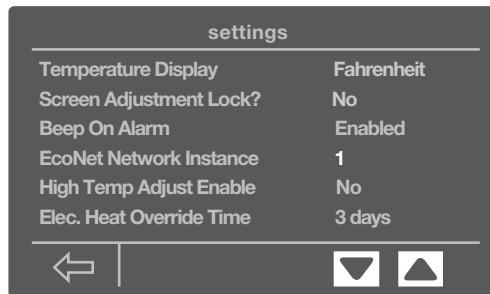 settings
Temperature Display Fahrenheit
Screen Adjustment Lock? No
Beep On Alarm Enabled
EcoNet Network Instance 1
High Temp Adjust Enable No
Elec. Heat Override Time 3 days